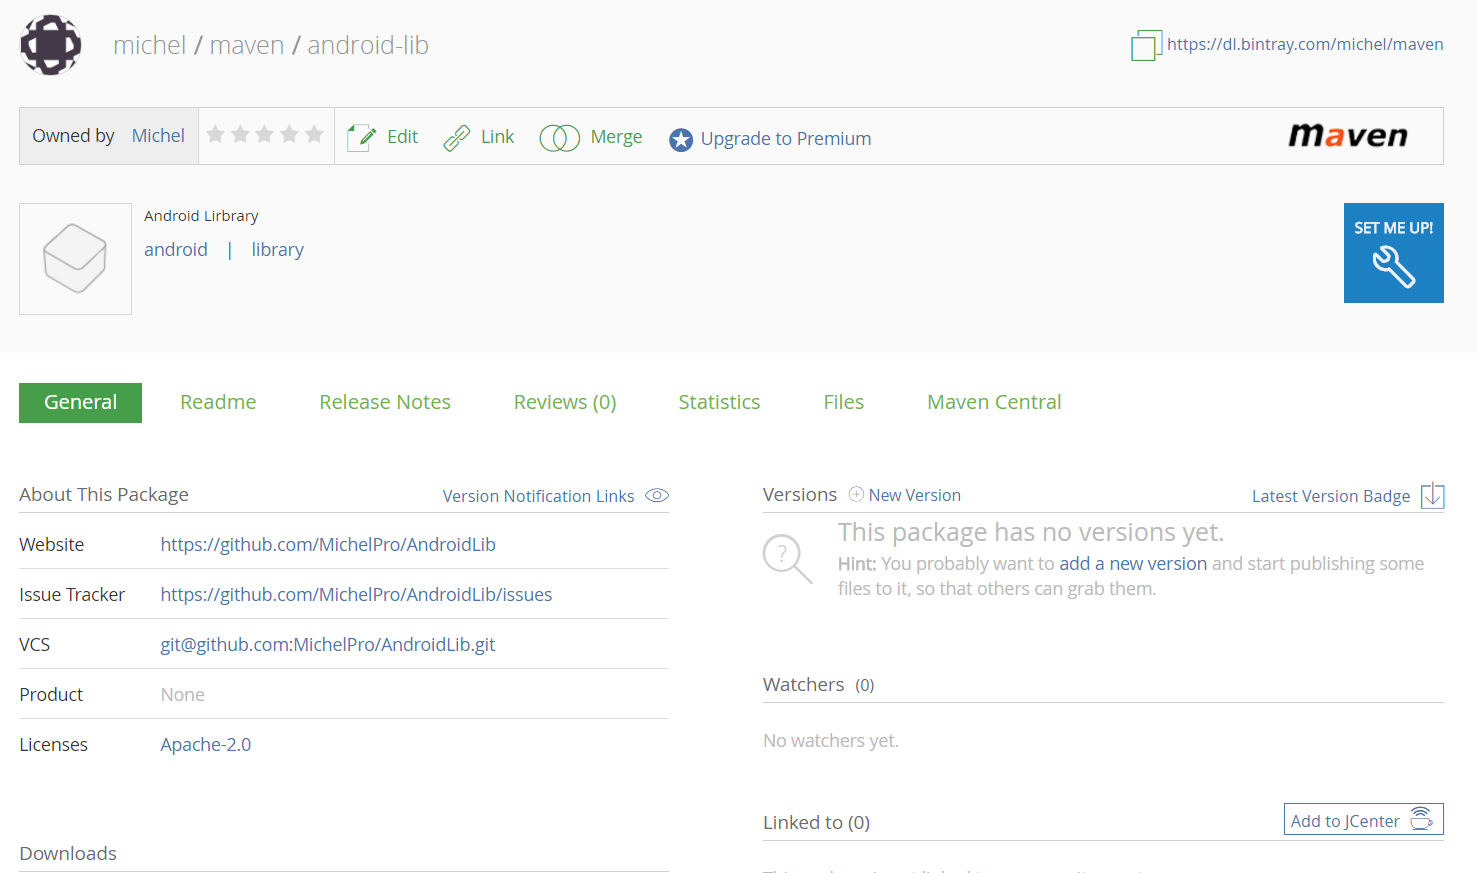 michel / maven / android-lib
https://dl.bintray.com/michel/maven
Owned by Michel
Edit
Link
Merge
Upgrade to Premium
maven
Android Lirbrary
android | library
SET ME UP!
General
Readme
Release Notes
Reviews (0)
Statistics
Files
Maven Central
About This Package
Version Notification Links
Website https://github.com/MichelPro/AndroidLib
Issue Tracker https://github.com/MichelPro/AndroidLib/issues
VCS git@github.com:MichelPro/AndroidLib.git
Product None
Licenses Apache-2.0
Downloads
Versions New Version
Latest Version Badge
?
This package has no versions yet.
Hint: You probably want to add a new version and start publishing some
files to it, so that others can grab them.
Watchers (0)
No watchers yet.
Linked to (0)
Add to JCenter